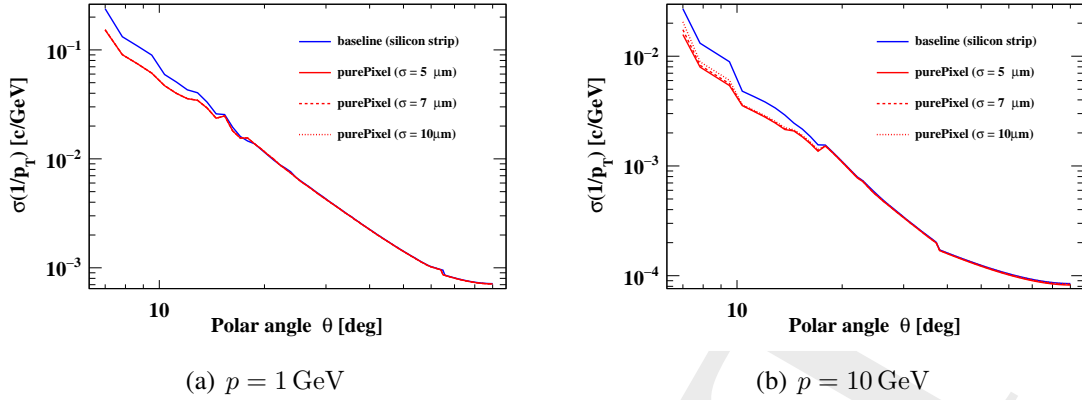 σ(1/p_T) [c/GeV]
10⁻¹
10⁻²
10⁻³
baseline (silicon strip)
purePixel (σ = 5 μm)
purePixel (σ = 7 μm)
purePixel (σ = 10μm)
10
Polar angle θ [deg]
(a) p = 1 GeV
σ(1/p_T) [c/GeV]
10⁻²
10⁻³
10⁻⁴
baseline (silicon strip)
purePixel (σ = 5 μm)
purePixel (σ = 7 μm)
purePixel (σ = 10μm)
10
Polar angle θ [deg]
(b) p = 10 GeV